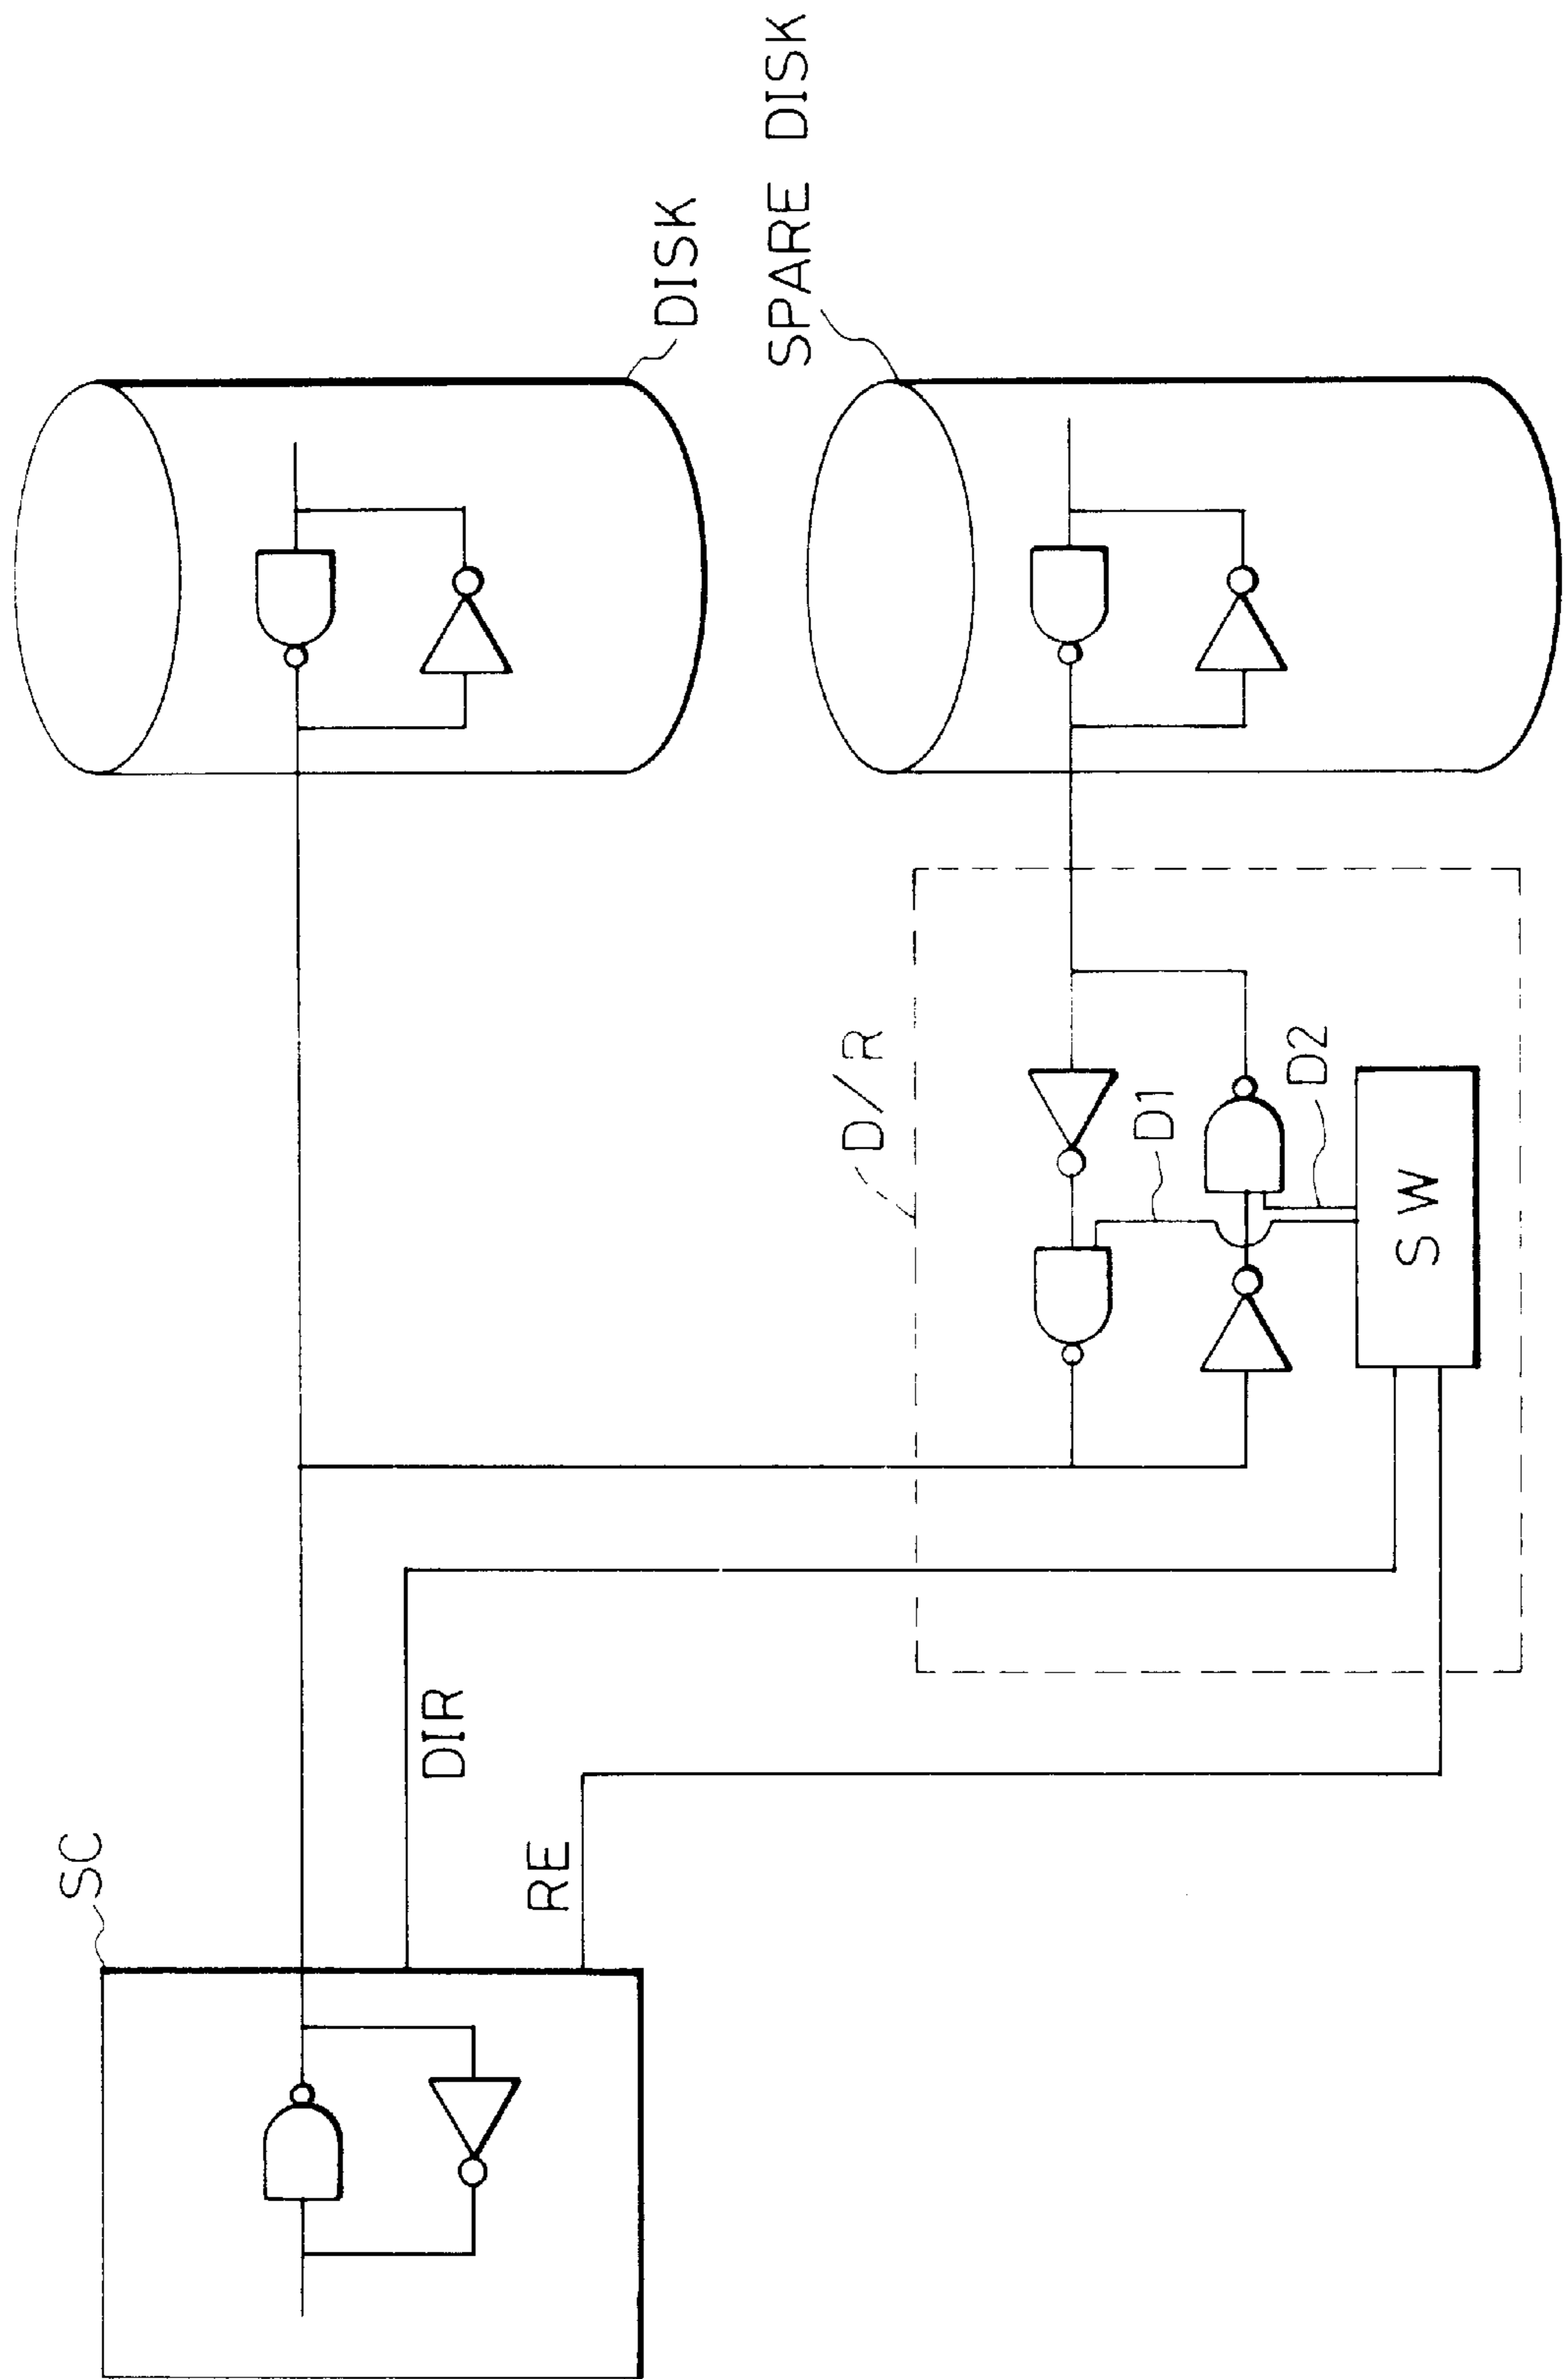 SC
DIR
RE
D/R
D1
D2
SW
DISK
SPARE DISK